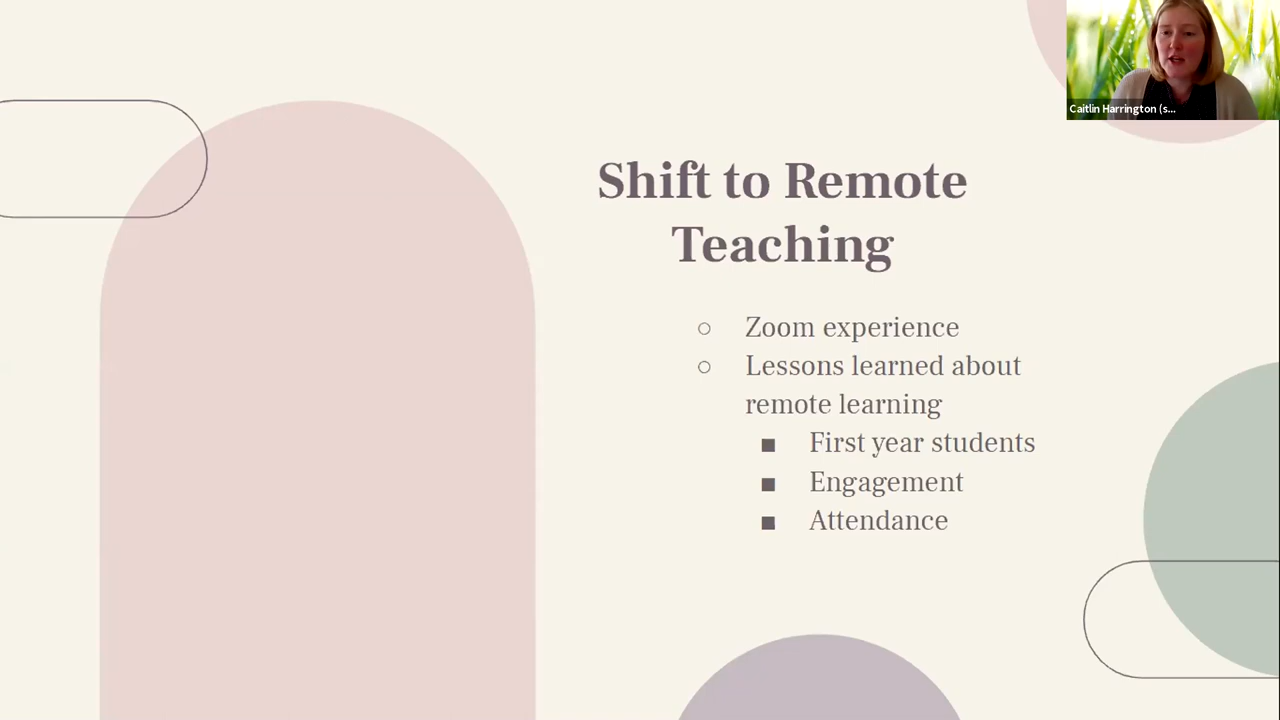 Caitlin Harrington (s...
Shift to Remote
Teaching
Zoom experience
Lessons learned about
remote learning
First year students
Engagement
Attendance